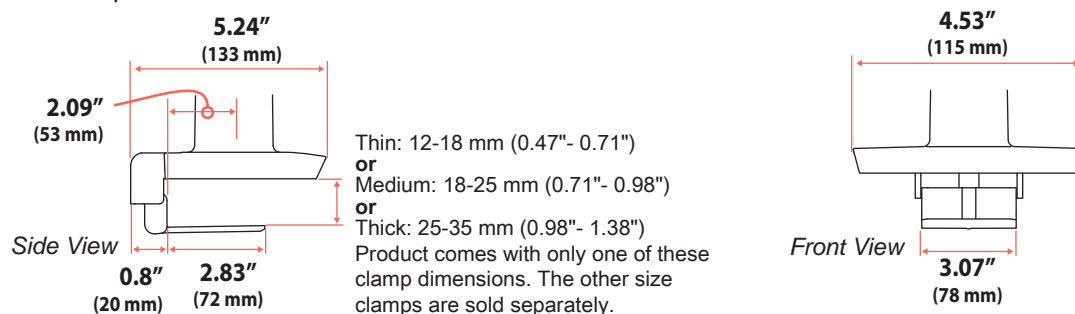 5.24”
(133 mm)
2.09”
(53 mm)
Thin: 12-18 mm (0.47"- 0.71")
or
Medium: 18-25 mm (0.71"- 0.98")
or
Thick: 25-35 mm (0.98"- 1.38")
Product comes with only one of these
clamp dimensions. The other size
clamps are sold separately.
Side View
0.8”
(20 mm)
2.83”
(72 mm)
4.53”
(115 mm)
Front View
3.07”
(78 mm)